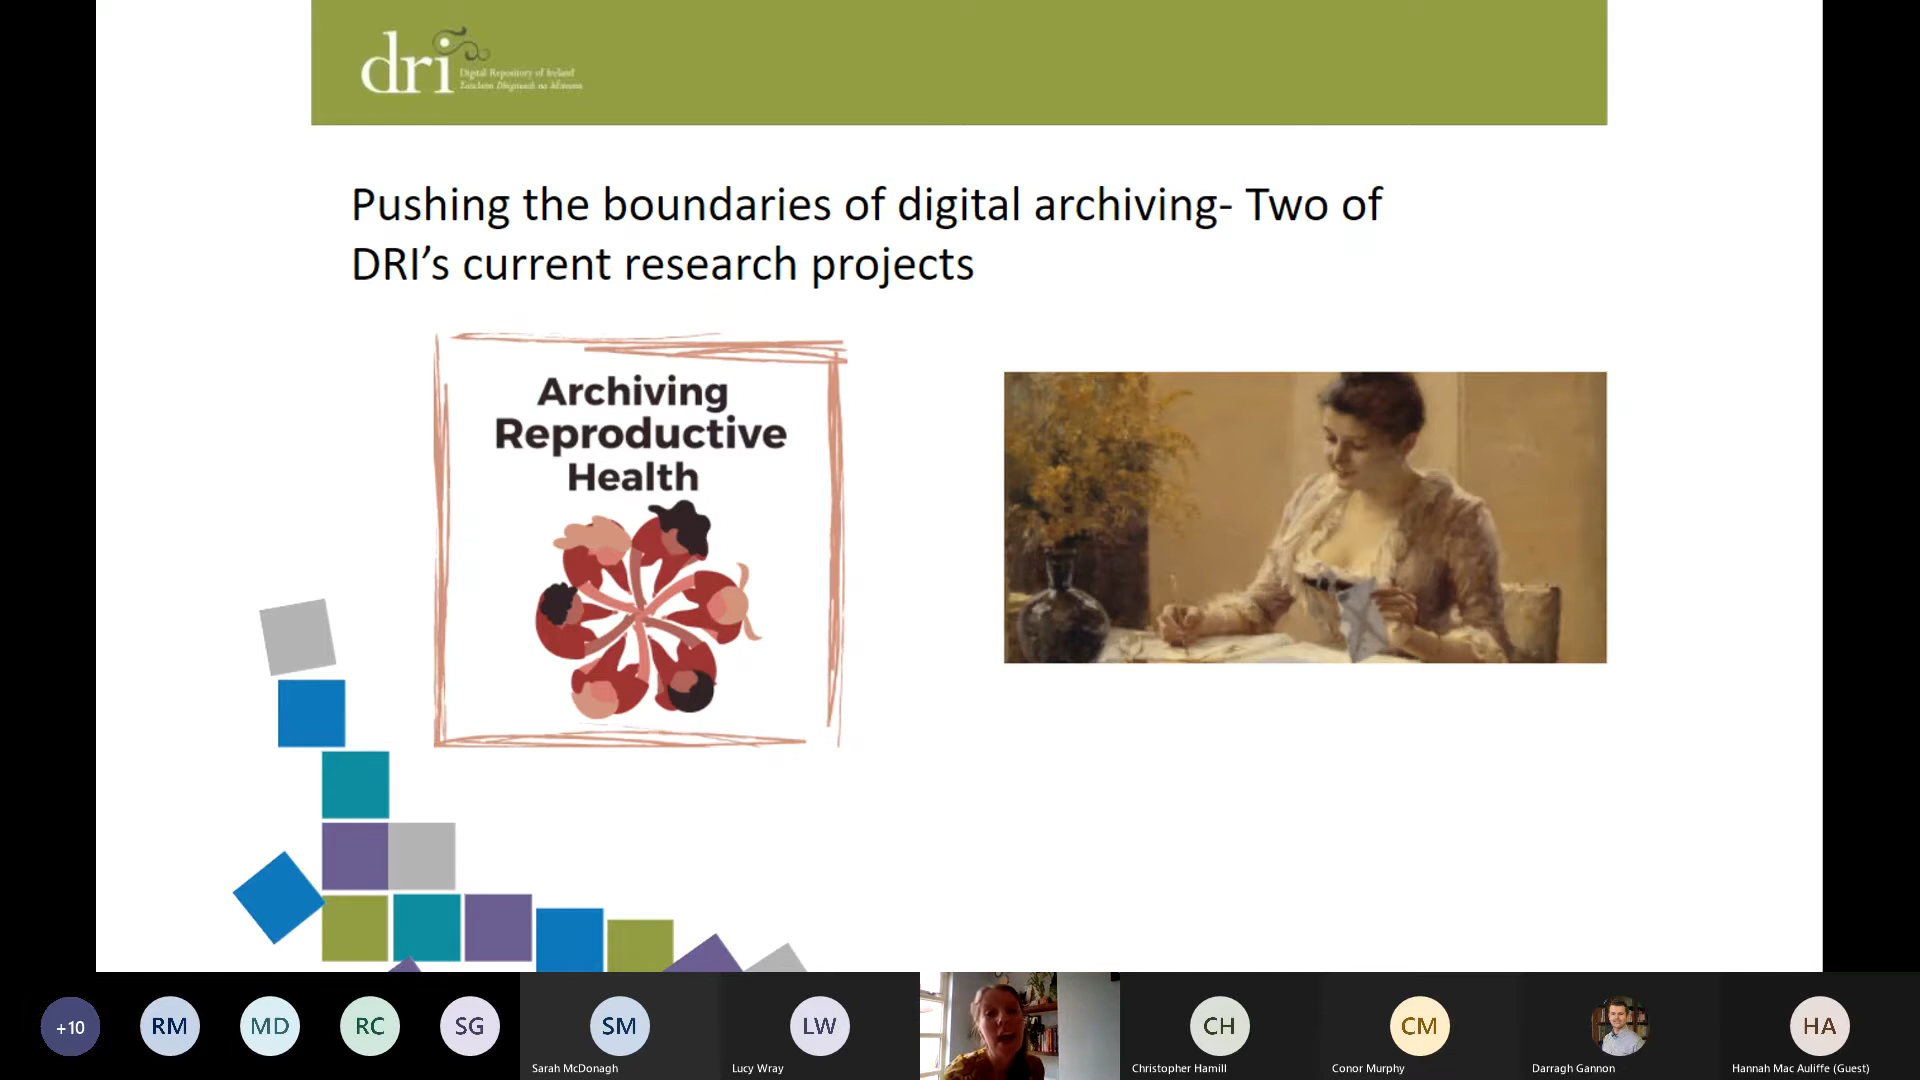 dri
Digital Repository of Ireland
Taisclann Dhigiteach na hÉireann
Pushing the boundaries of digital archiving- Two of
DRI’s current research projects
Archiving
Reproductive
Health
+10
RM
MD
RC
SG
SM
Sarah McDonagh
LW
Lucy Wray
CH
Christopher Hamill
CM
Conor Murphy
Darragh Gannon
HA
Hannah Mac Auliffe (Guest)